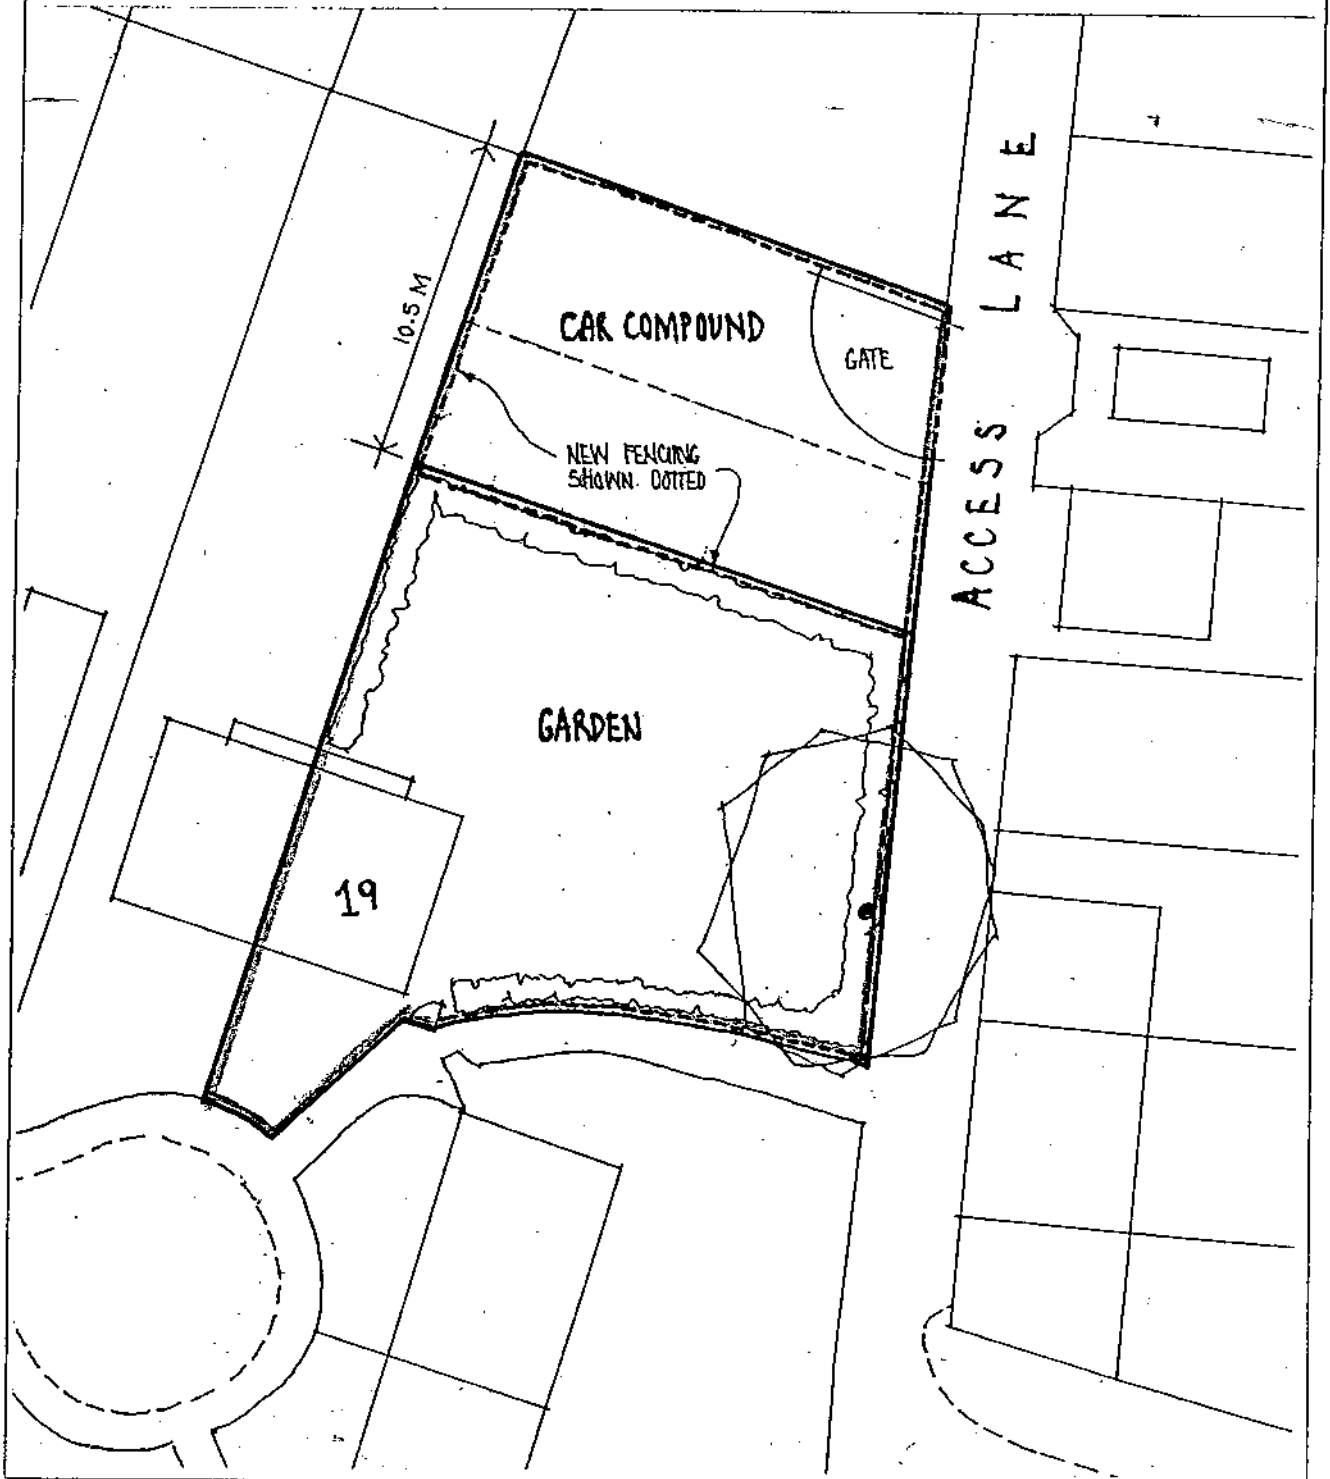 ACCESS LANE
10.5 M
CAR COMPOUND
GATE
NEW FENCING
SHOWN DOTTED
GARDEN
19